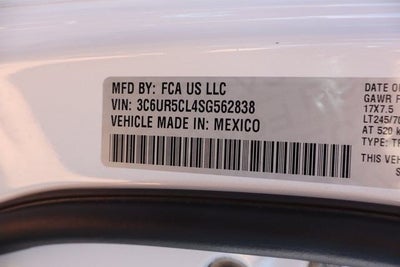 MFD BY: FCA US LLC
VIN: 3C6UR5CL4SG562838
VEHICLE MADE IN: MEXICO
DATE O
GAWR F
17X7.5
LT245/70
AT 520 k
TYPE: TR
THIS VEH
S